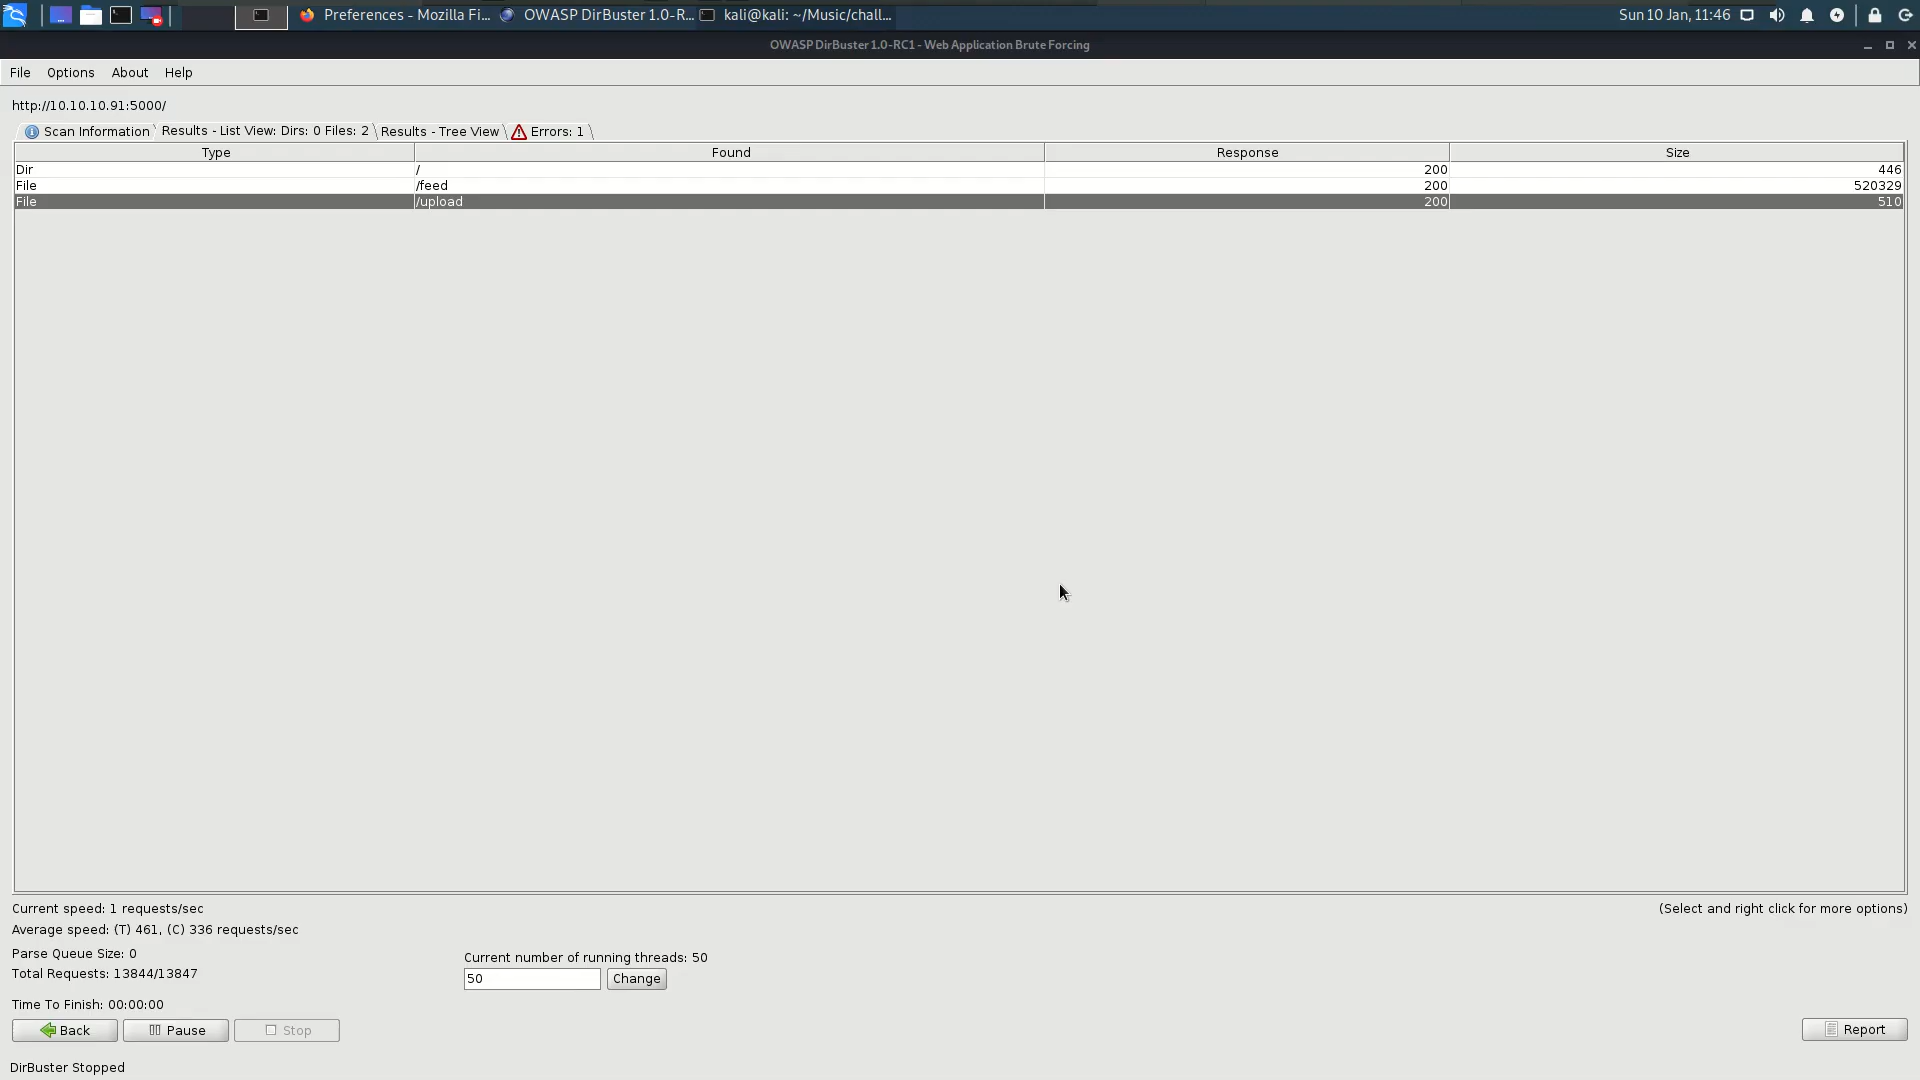 Preferences - Mozilla Fi... OWASP DirBuster 1.0-R... kali@kali: ~/Music/chall... Sun 10 Jan, 11:46
OWASP DirBuster 1.0-RC1 - Web Application Brute Forcing
File Options About Help
http://10.10.10.91:5000/
Scan Information Results - List View: Dirs: 0 Files: 2 Results - Tree View Errors: 1
Type Found Response Size
Dir / 200 446
File /feed 200 520329
File /upload 200 510
Current speed: 1 requests/sec (Select and right click for more options)
Average speed: (T) 461, (C) 336 requests/sec
Parse Queue Size: 0 Current number of running threads: 50
Total Requests: 13844/13847 50 Change
Time To Finish: 00:00:00
Back Pause Stop Report
DirBuster Stopped